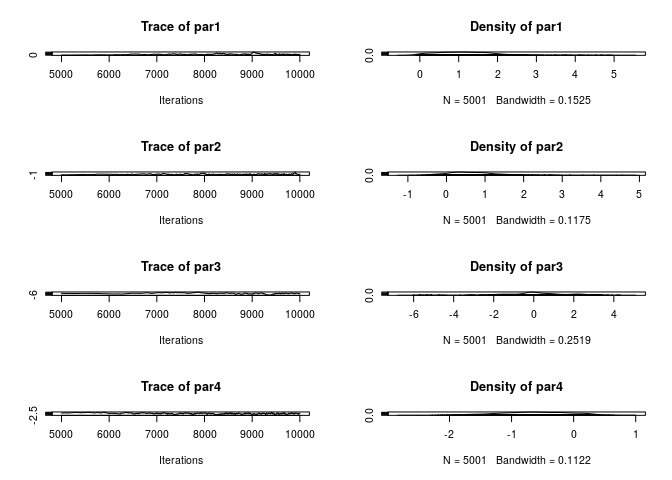 Trace of par1
0
5000 6000 7000 8000 9000 10000
Iterations
Density of par1
0.0
0 1 2 3 4 5
N = 5001 Bandwidth = 0.1525
Trace of par2
-1
5000 6000 7000 8000 9000 10000
Iterations
Density of par2
0.0
-1 0 1 2 3 4 5
N = 5001 Bandwidth = 0.1175
Trace of par3
-6
5000 6000 7000 8000 9000 10000
Iterations
Density of par3
0.0
-6 -4 -2 0 2 4
N = 5001 Bandwidth = 0.2519
Trace of par4
-2.5
5000 6000 7000 8000 9000 10000
Iterations
Density of par4
0.0
-2 -1 0 1
N = 5001 Bandwidth = 0.1122